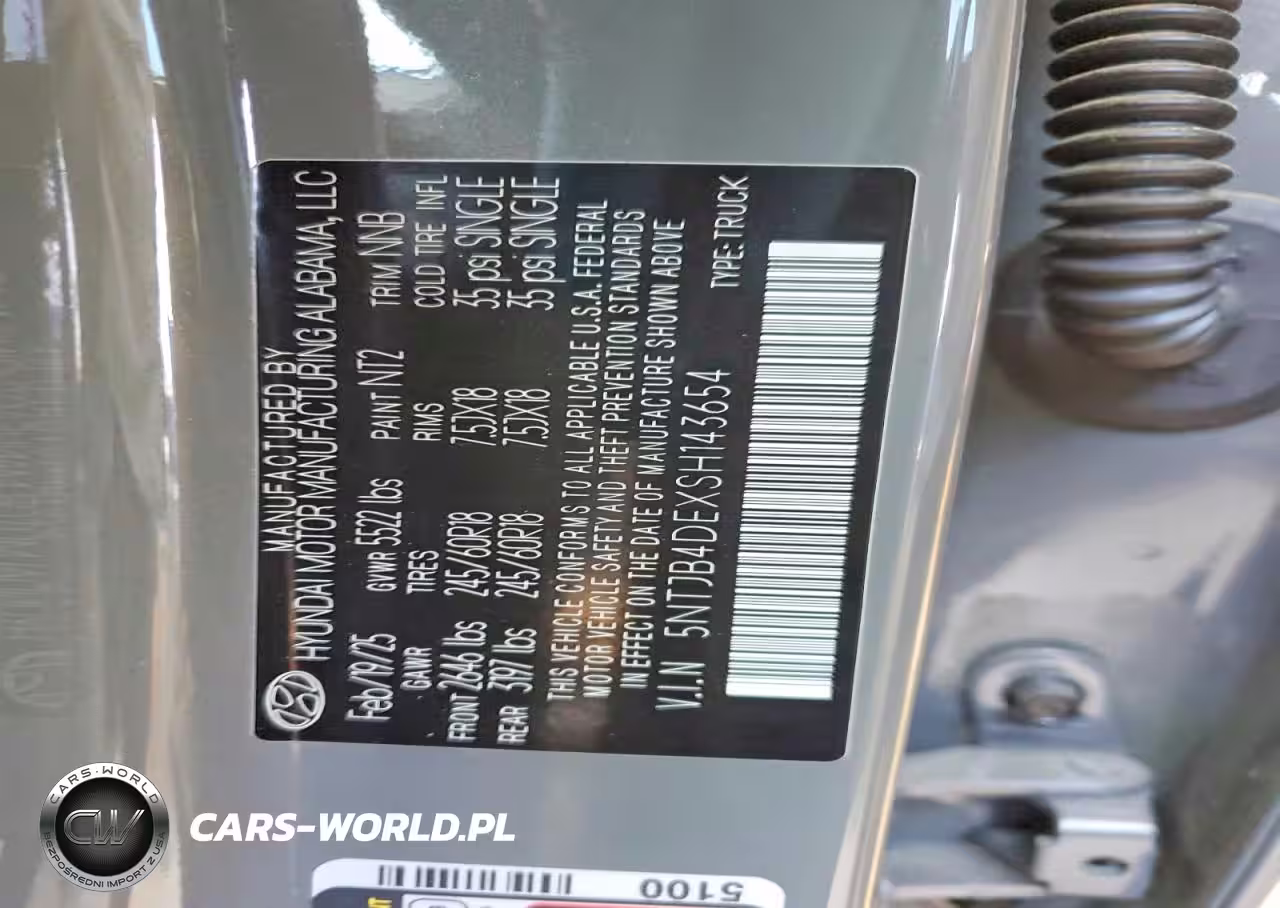 MANUFACTURED BY
HYUNDAI MOTOR MANUFACTURING ALABAMA, LLC
Feb/19/25 GVWR 5522 lbs PAINT NT2 TRIM NNB
GAWR TIRES RIMS COLD TIRE INFL
FRONT 2646 lbs 245/60R18 7.5JX18 35 psi SINGLE
REAR 3197 lbs 245/60R18 7.5JX18 35 psi SINGLE
THIS VEHICLE CONFORMS TO ALL APPLICABLE U.S.A. FEDERAL
MOTOR VEHICLE SAFETY AND THEFT PREVENTION STANDARDS
IN EFFECT ON THE DATE OF MANUFACTURE SHOWN ABOVE
V.I.N 5NTJB4DEXSH143654
TYPE:TRUCK
5100
CARS-WORLD
CW
BEZPOŚREDNI IMPORT Z USA
CARS-WORLD.PL